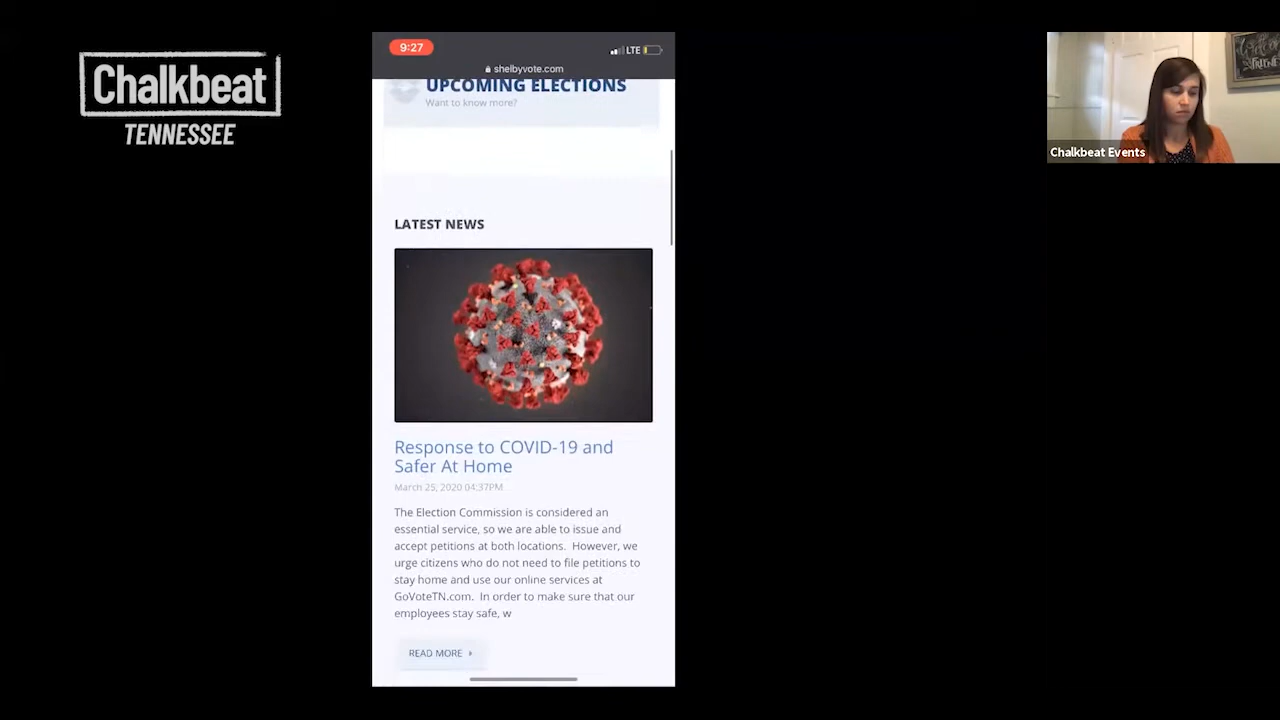 Chalkbeat
TENNESSEE
9:27
LTE
shelbyvote.com
UPCOMING ELECTIONS
Want to know more?
LATEST NEWS
Response to COVID-19 and
Safer At Home
March 25, 2020 04:37PM
The Election Commission is considered an
essential service, so we are able to issue and
accept petitions at both locations. However, we
urge citizens who do not need to file petitions to
stay home and use our online services at
GoVoteTN.com. In order to make sure that our
employees stay safe, w
READ MORE
Chalkbeat Events